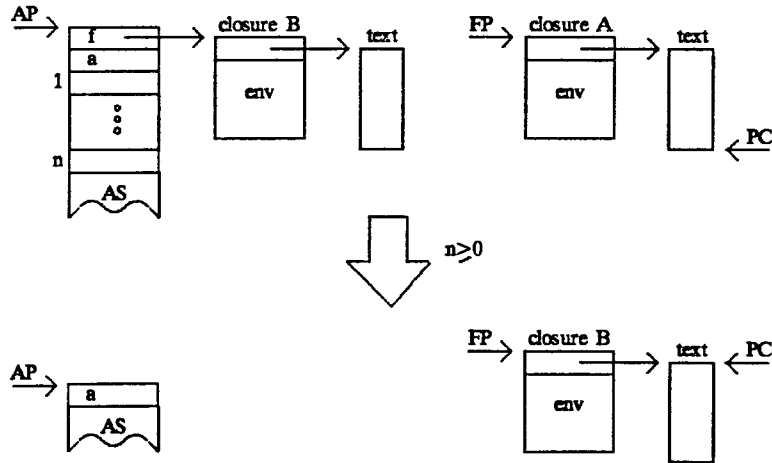 AP
f
closure B
text
FP
closure A
text
a
1
env
env
n
PC
AS
n≥0
FP
closure B
text
PC
AP
a
env
AS